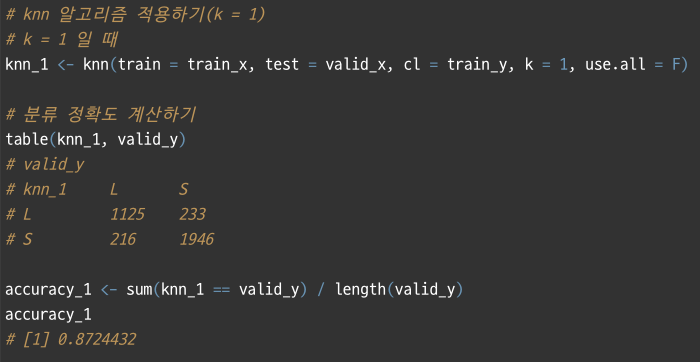 # knn 알고리즘 적용하기(k = 1)
# k = 1 일 때
knn_1 <- knn(train = train_x, test = valid_x, cl = train_y, k = 1, use.all = F)
# 분류 정확도 계산하기
table(knn_1, valid_y)
# valid_y
# knn_1 L S
# L 1125 233
# S 216 1946
accuracy_1 <- sum(knn_1 == valid_y) / length(valid_y)
accuracy_1
# [1] 0.8724432